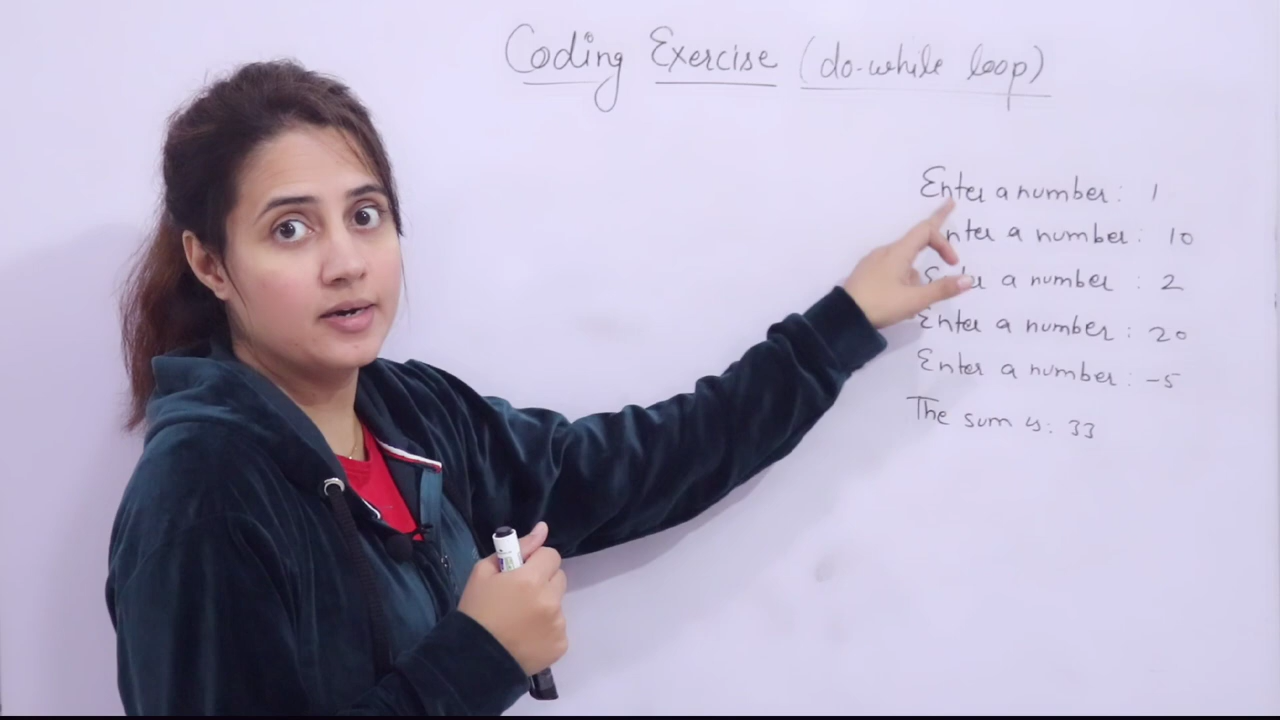 Coding Exercise (do-while loop)
Enter a number: 1
nter a number: 10
Enter a number: 2
Enter a number: 20
Enter a number: -5
The sum is: 33